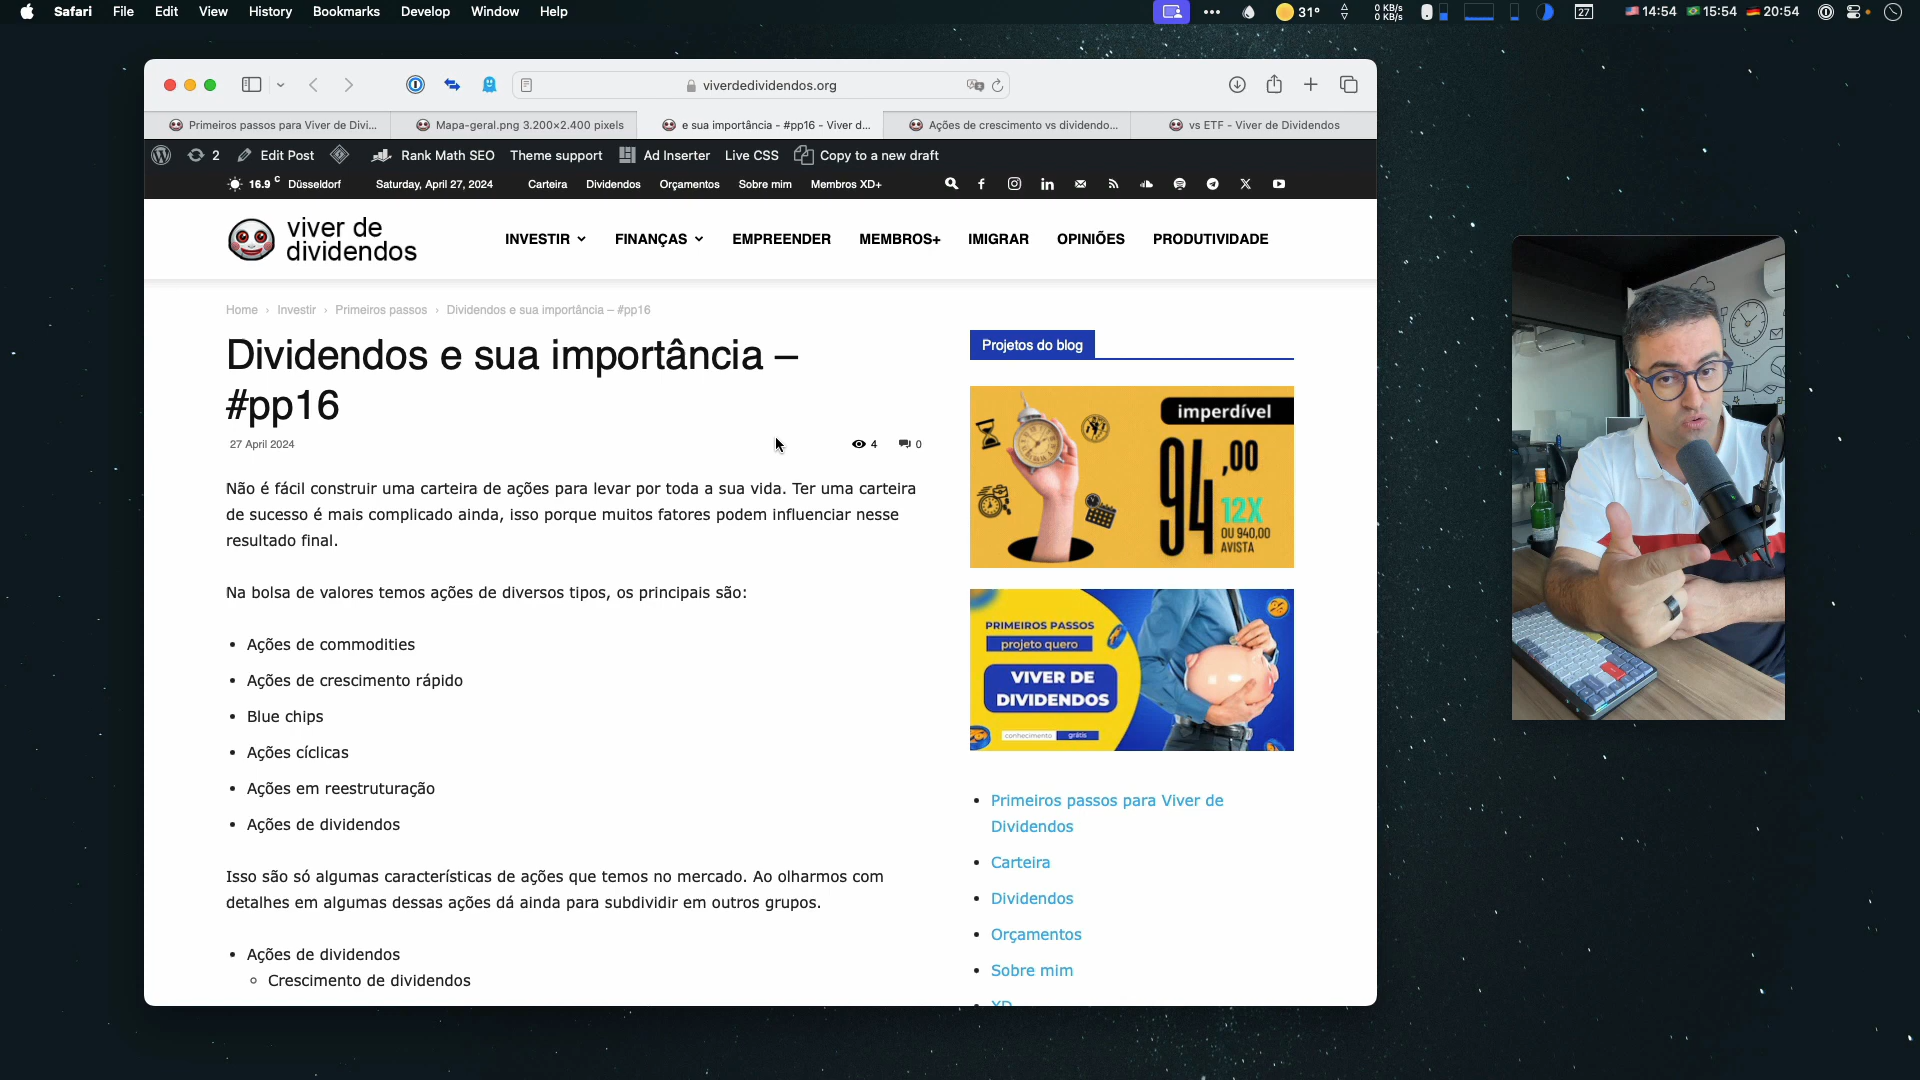 Safari File Edit View History Bookmarks Develop Window Help
31° 0 KB/s 0 KB/s 27 14:54 15:54 20:54
viverdedividendos.org
Primeiros passos para Viver de Divi... Mapa-geral.png 3.200×2.400 pixels e sua importância - #pp16 - Viver d... Ações de crescimento vs dividendo... vs ETF - Viver de Dividendos
2 Edit Post Rank Math SEO Theme support Ad Inserter Live CSS Copy to a new draft
16.9 C Düsseldorf Saturday, April 27, 2024 Carteira Dividendos Orçamentos Sobre mim Membros XD+
viver de
dividendos
INVESTIR FINANÇAS EMPREENDER MEMBROS+ IMIGRAR OPINIÕES PRODUTIVIDADE
Home › Investir › Primeiros passos › Dividendos e sua importância – #pp16
Dividendos e sua importância –
#pp16
27 April 2024 4 0
Não é fácil construir uma carteira de ações para levar por toda a sua vida. Ter uma carteira
de sucesso é mais complicado ainda, isso porque muitos fatores podem influenciar nesse
resultado final.
Na bolsa de valores temos ações de diversos tipos, os principais são:
• Ações de commodities
• Ações de crescimento rápido
• Blue chips
• Ações cíclicas
• Ações em reestruturação
• Ações de dividendos
Isso são só algumas características de ações que temos no mercado. Ao olharmos com
detalhes em algumas dessas ações dá ainda para subdividir em outros grupos.
• Ações de dividendos
◦ Crescimento de dividendos
Projetos do blog
imperdível
94,00
12X
OU 940,00
AVISTA
PRIMEIROS PASSOS
projeto quero
VIVER DE
DIVIDENDOS
conhecimento grátis
• Primeiros passos para Viver de
Dividendos
• Carteira
• Dividendos
• Orçamentos
• Sobre mim
• XD